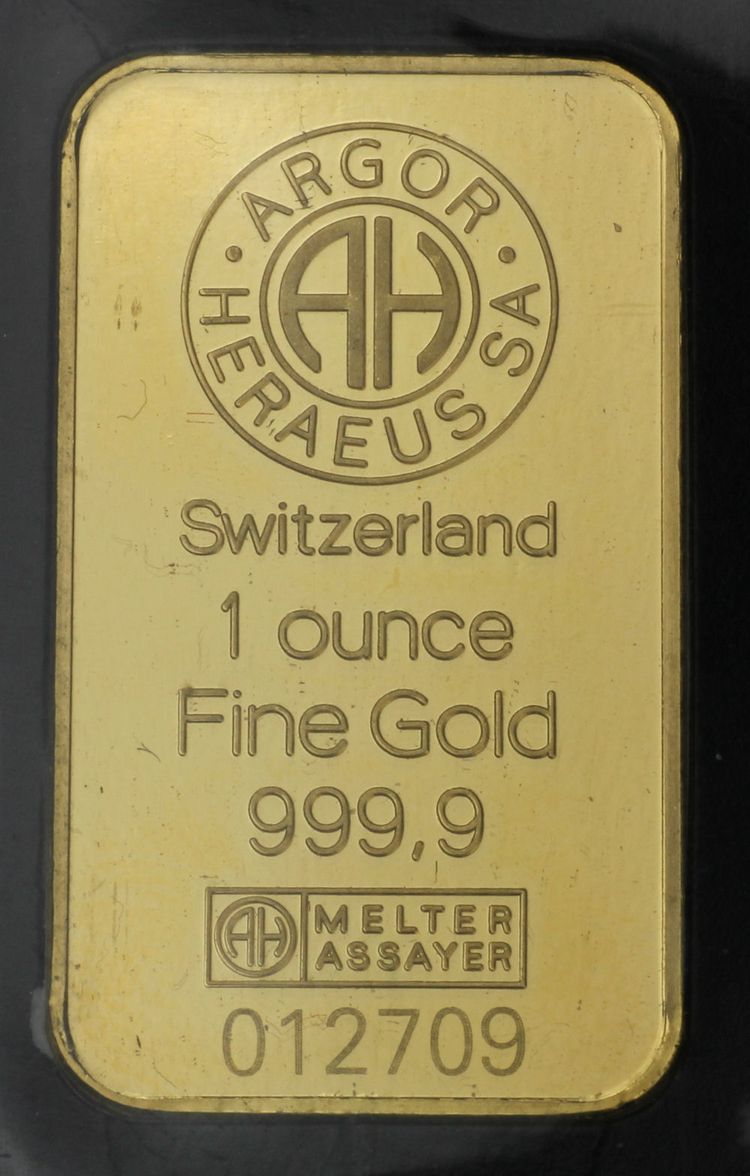 · ARGOR ·
HERAEUS SA
AH
Switzerland
1 ounce
Fine Gold
999,9
AH MELTER
ASSAYER
012709